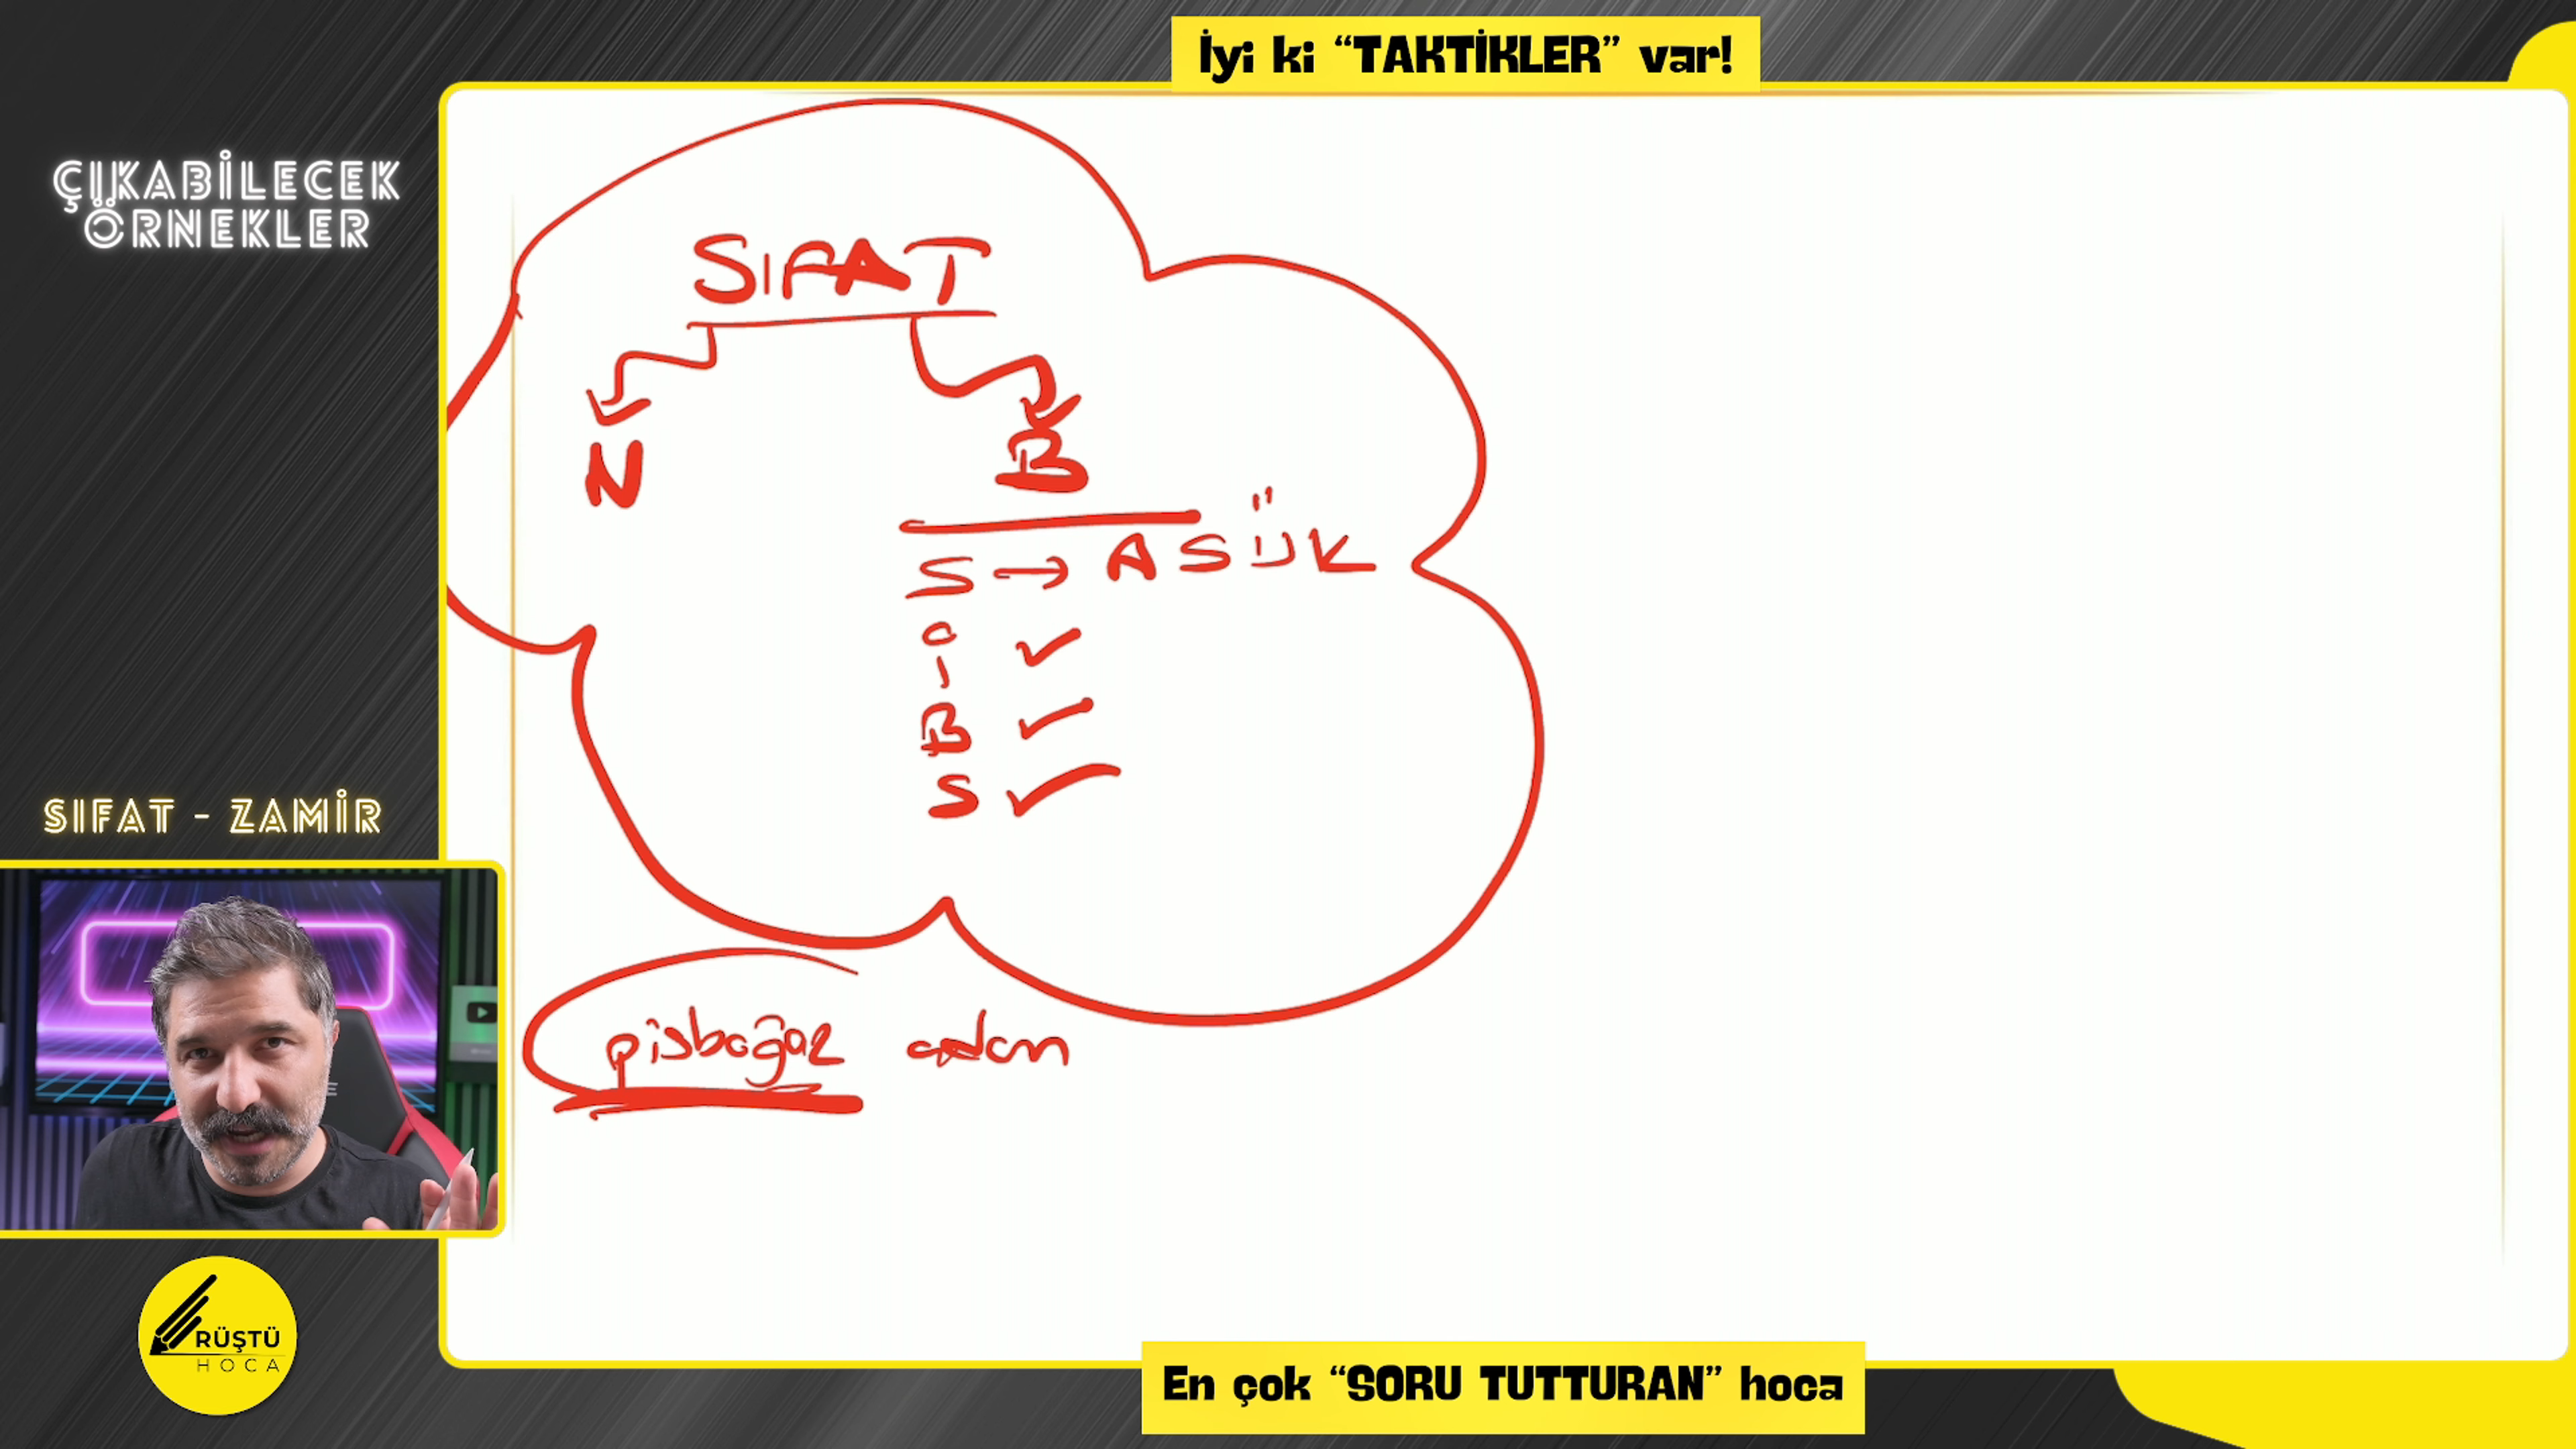 İyi ki “TAKTİKLER” var!
ÇIKABİLECEK
ÖRNEKLER
SIFAT
N
B
S → ASÜK
B
S
SIFAT - ZAMİR
pisboğaz adam
RÜŞTÜ
HOCA
En çok “SORU TUTTURAN” hoca